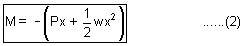 M = -(Px + 1/2 wx²) ......(2)